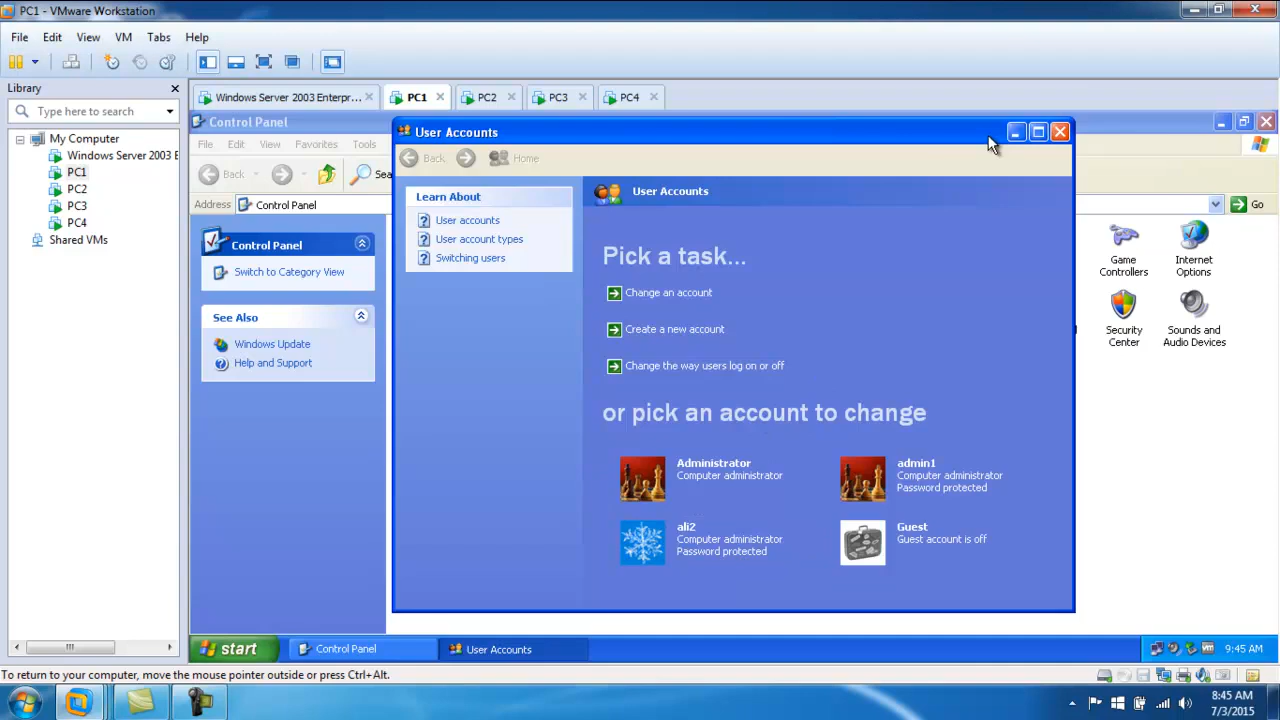 PC1 - VMware Workstation
File Edit View VM Tabs Help
Library
Type here to search
My Computer
Windows Server 2003 E
PC1
PC2
PC3
PC4
Shared VMs
Windows Server 2003 Enterpr... PC1 PC2 PC3 PC4
Control Panel
File Edit View Favorites Tools
Back Sea
Address Control Panel Go
Control Panel
Switch to Category View
See Also
Windows Update
Help and Support
User Accounts
Back Home
Learn About
User accounts
User account types
Switching users
User Accounts
Pick a task...
Change an account
Create a new account
Change the way users log on or off
or pick an account to change
Administrator
Computer administrator
admin1
Computer administrator
Password protected
ali2
Computer administrator
Password protected
Guest
Guest account is off
Game Controllers
Internet Options
Security Center
Sounds and Audio Devices
start Control Panel User Accounts 9:45 AM
To return to your computer, move the mouse pointer outside or press Ctrl+Alt.
8:45 AM
7/3/2015